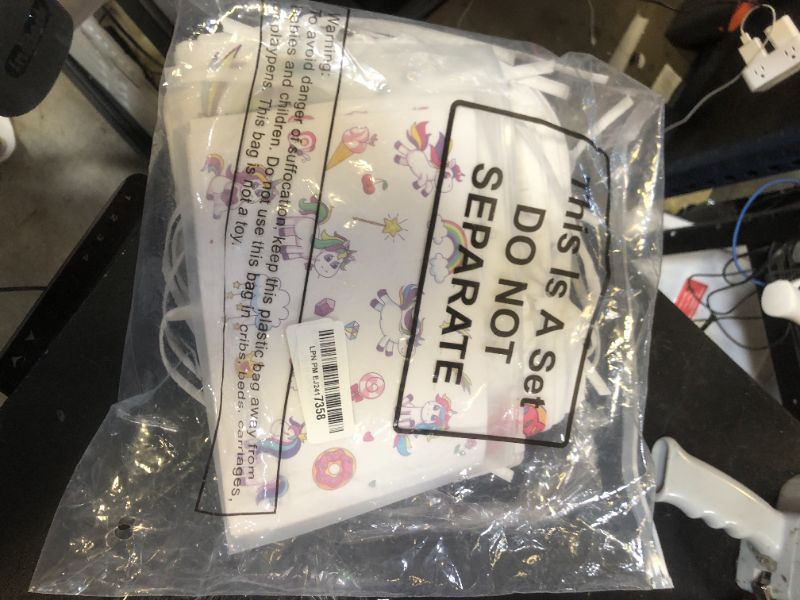 Warning:
To avoid danger of suffocation, keep this plastic bag away from
babies and children. Do not use this bag in cribs, beds, carriages,
or playpens. This bag is not a toy.
This Is A Set
DO NOT
SEPARATE
LPN PM EJ2417358